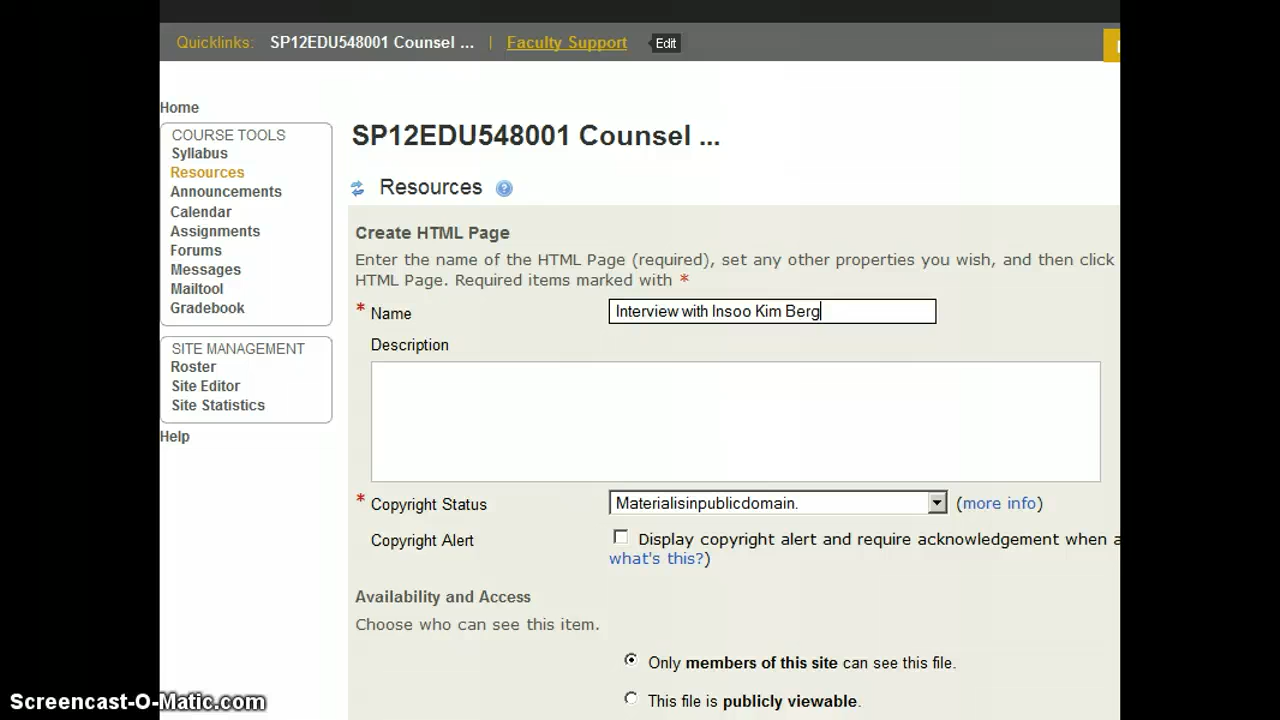 Quicklinks: SP12EDU548001 Counsel ... | Faculty Support Edit
Home
COURSE TOOLS
Syllabus
Resources
Announcements
Calendar
Assignments
Forums
Messages
Mailtool
Gradebook
SITE MANAGEMENT
Roster
Site Editor
Site Statistics
Help
SP12EDU548001 Counsel ...
Resources ?
Create HTML Page
Enter the name of the HTML Page (required), set any other properties you wish, and then click
HTML Page. Required items marked with *
* Name Interview with Insoo Kim Berg
Description
* Copyright Status Materialisinpublicdomain. (more info)
Copyright Alert Display copyright alert and require acknowledgement when a
what's this?)
Availability and Access
Choose who can see this item.
Only members of this site can see this file.
This file is publicly viewable.
Screencast-O-Matic.com